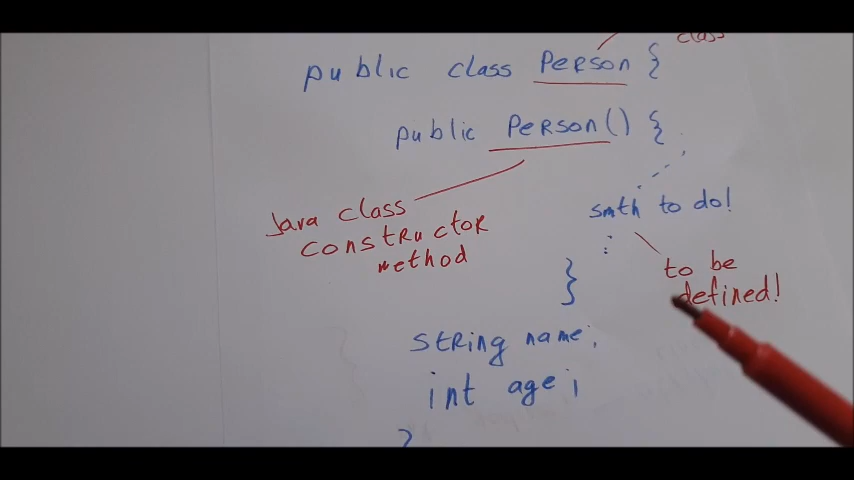 class
public class Person {
public Person() {
smth to do!
Java class
constructor
method
to be
defined!
}
string name;
int age;
}